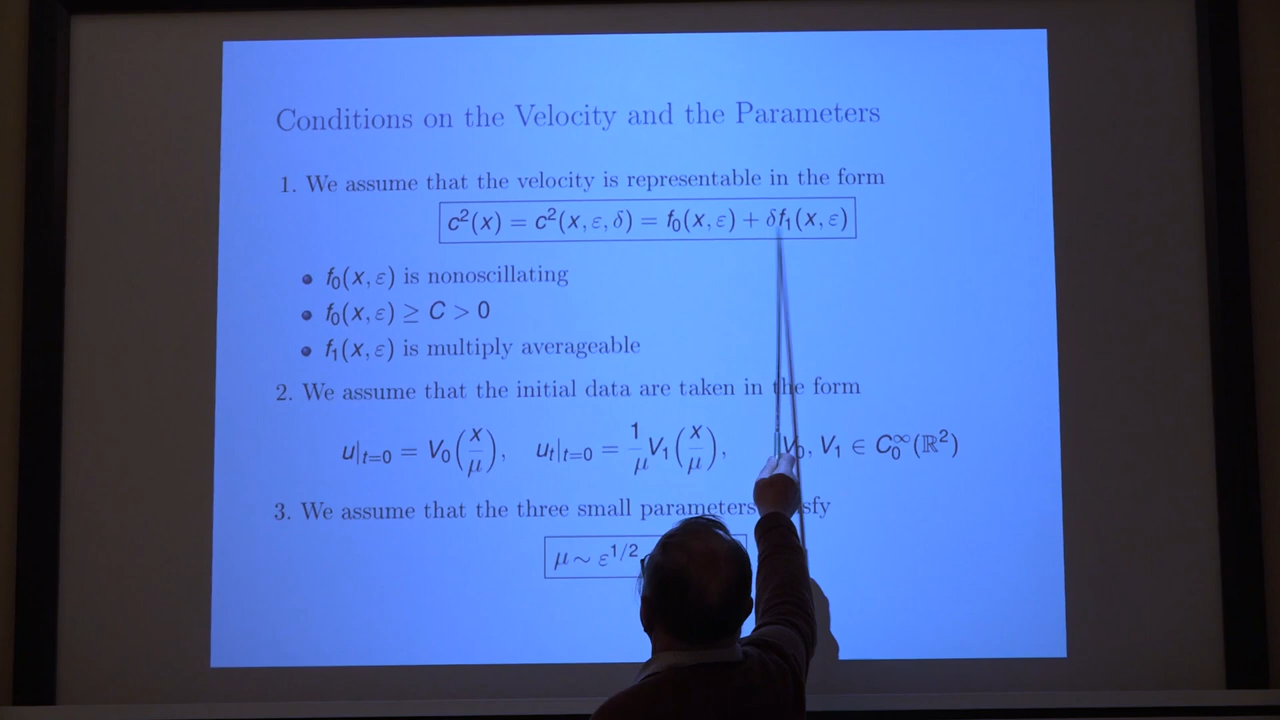 Conditions on the Velocity and the Parameters
1. We assume that the velocity is representable in the form
c²(x) = c²(x, ε, δ) = f₀(x, ε) + δf₁(x, ε)
• f₀(x, ε) is nonoscillating
• f₀(x, ε) ≥ C > 0
• f₁(x, ε) is multiply averageable
2. We assume that the initial data are taken in the form
u|ₜ₌₀ = V₀(x/μ), uₜ|ₜ₌₀ = 1/μ V₁(x/μ), V₀, V₁ ∈ C₀^∞(ℝ²)
3. We assume that the three small parameters
μ ~ ε^1/2